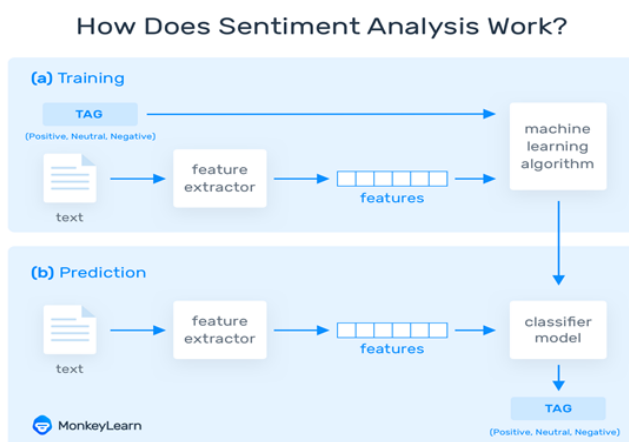 How Does Sentiment Analysis Work?
(a) Training
TAG
(Positive, Neutral, Negative)
text
feature
extractor
features
machine
learning
algorithm
(b) Prediction
text
feature
extractor
features
classifier
model
TAG
(Positive, Neutral, Negative)
MonkeyLearn